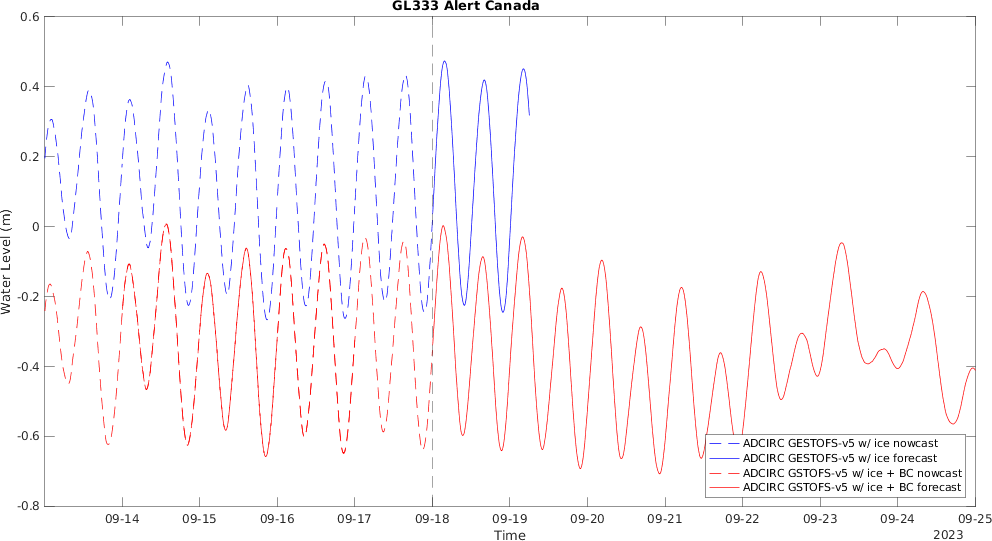 GL333 Alert Canada
0.6
0.4
0.2
0
-0.2
-0.4
-0.6
-0.8
Water Level (m)
ADCIRC GESTOFS-v5 w/ ice nowcast
ADCIRC GESTOFS-v5 w/ ice forecast
ADCIRC GSTOFS-v5 w/ ice + BC nowcast
ADCIRC GSTOFS-v5 w/ ice + BC forecast
09-14 09-15 09-16 09-17 09-18 09-19 09-20 09-21 09-22 09-23 09-24 09-25
Time
2023